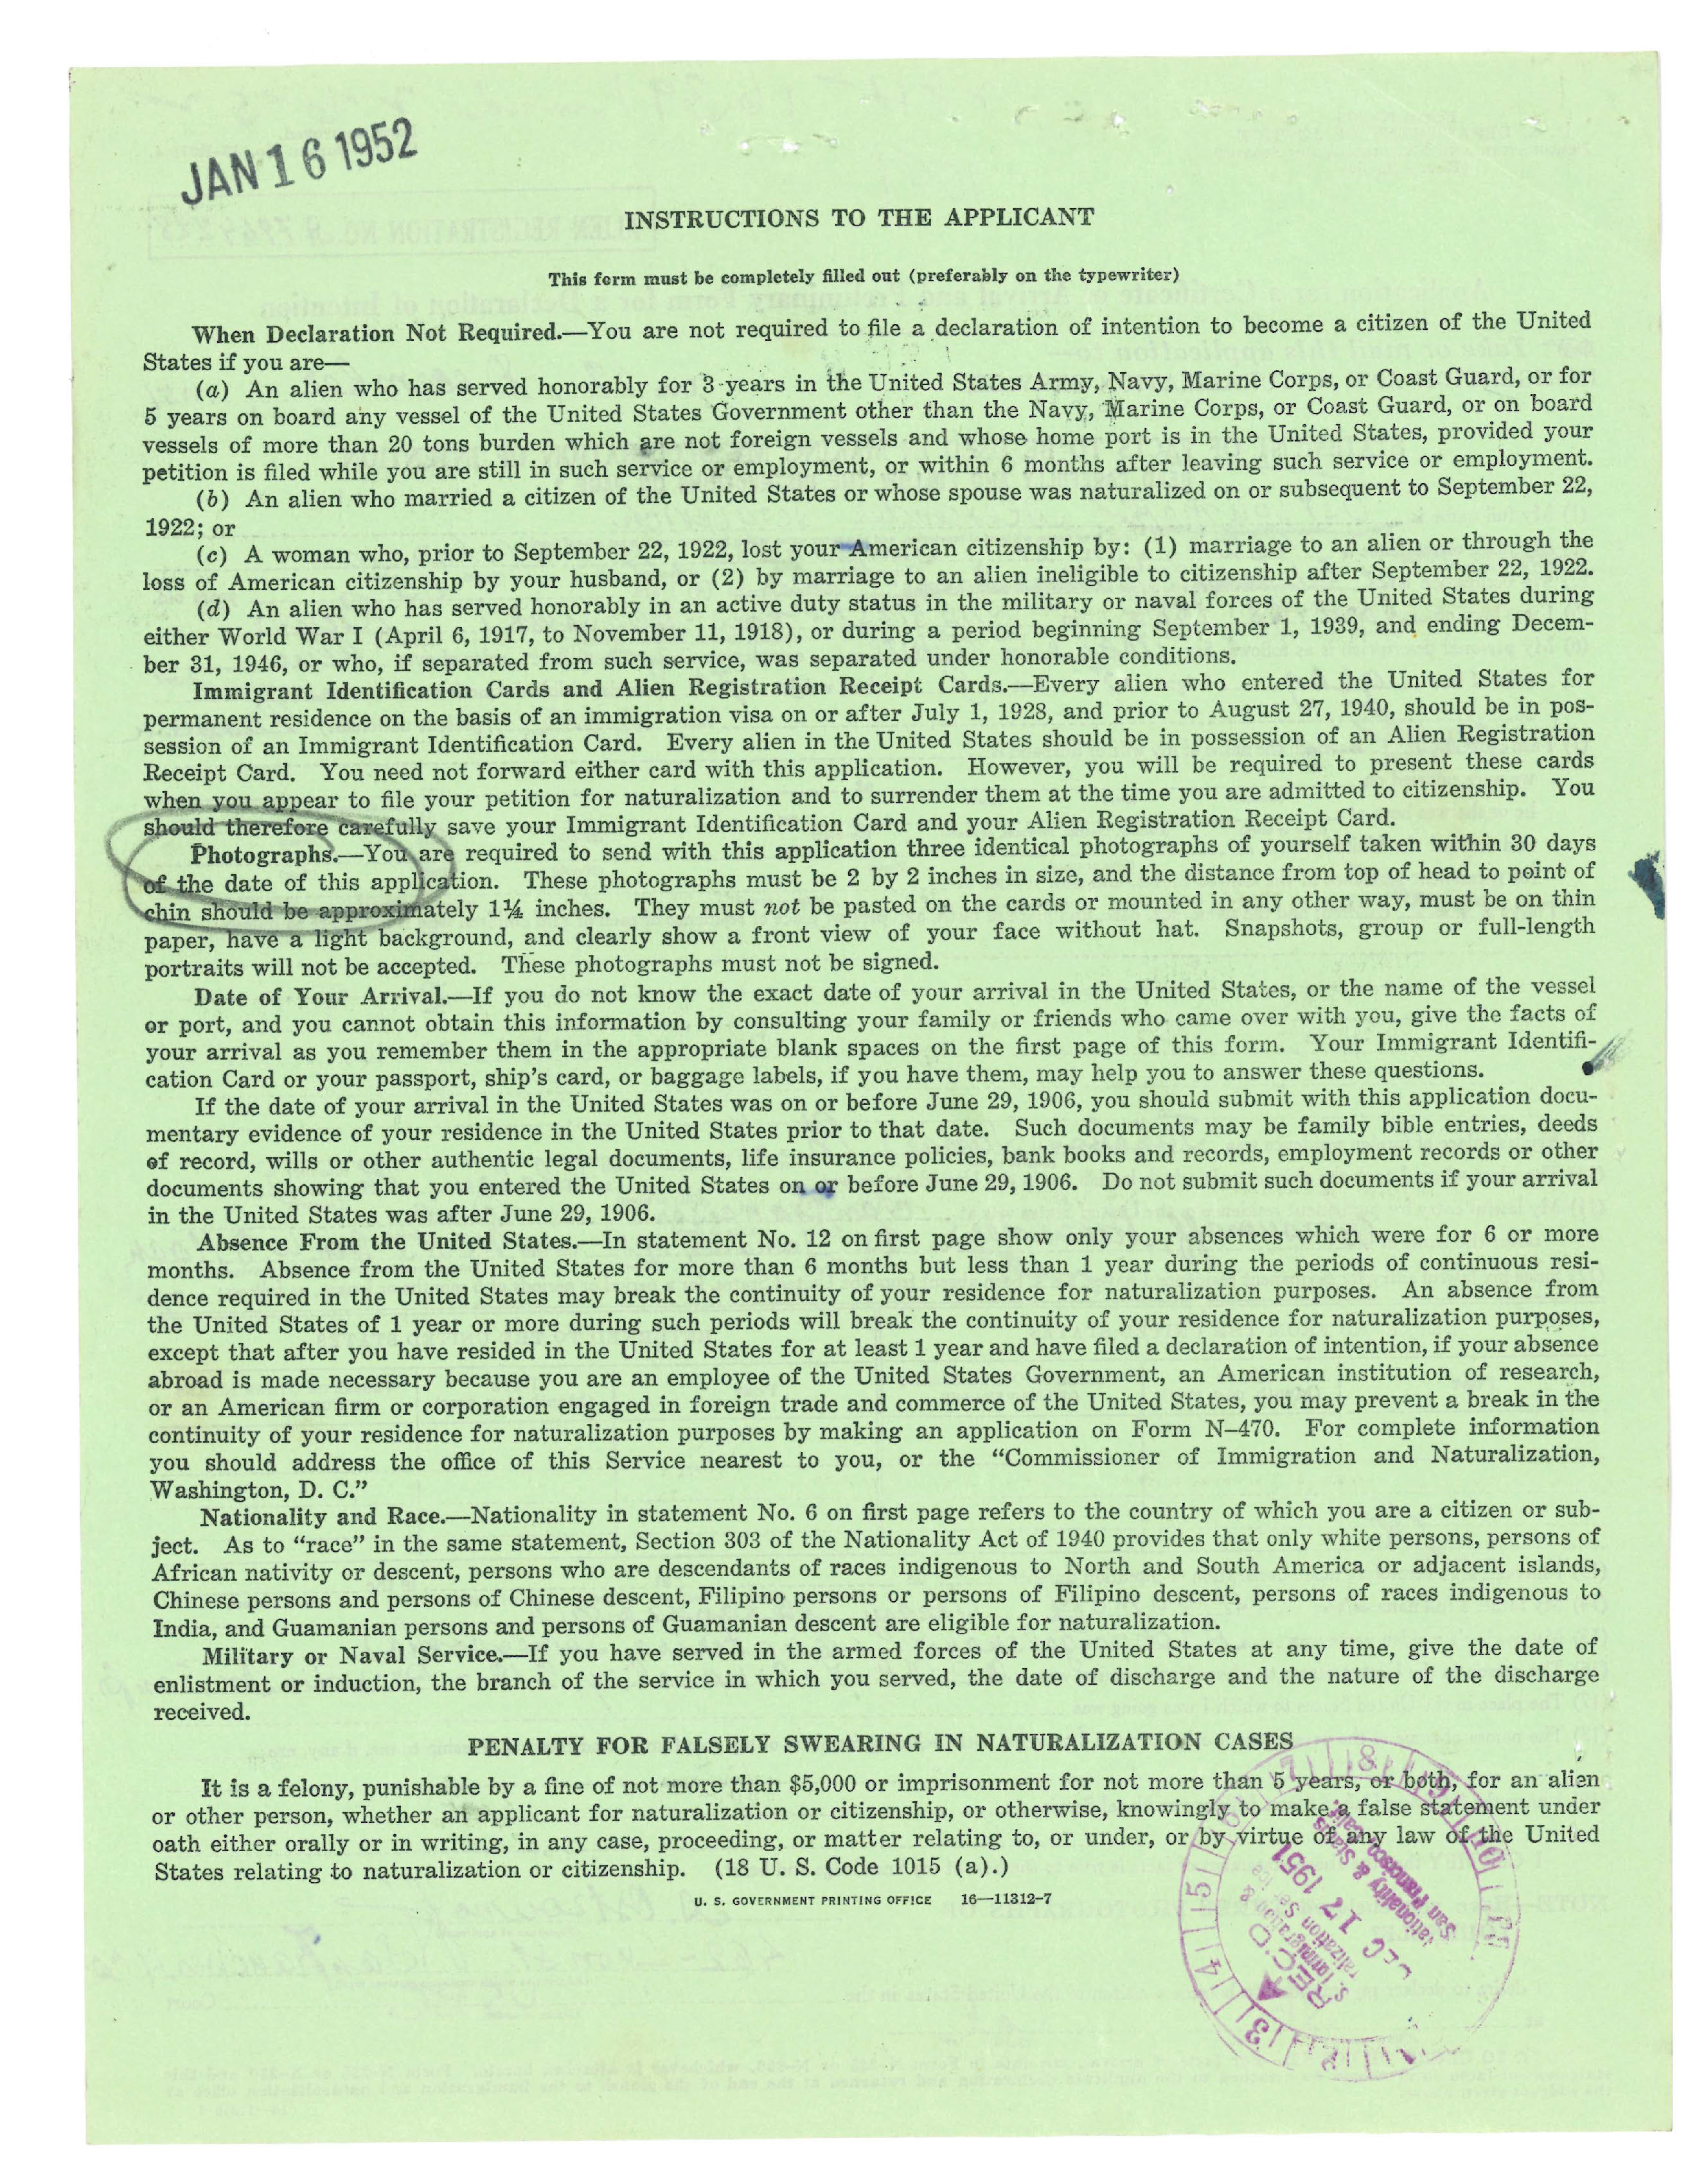 JAN 16 1952
INSTRUCTIONS TO THE APPLICANT
This form must be completely filled out (preferably on the typewriter)
When Declaration Not Required.—You are not required to file a declaration of intention to become a citizen of the United
States if you are—
(a) An alien who has served honorably for 3 years in the United States Army, Navy, Marine Corps, or Coast Guard, or for
5 years on board any vessel of the United States Government other than the Navy, Marine Corps, or Coast Guard, or on board
vessels of more than 20 tons burden which are not foreign vessels and whose home port is in the United States, provided your
petition is filed while you are still in such service or employment, or within 6 months after leaving such service or employment.
(b) An alien who married a citizen of the United States or whose spouse was naturalized on or subsequent to September 22,
1922; or
(c) A woman who, prior to September 22, 1922, lost your American citizenship by: (1) marriage to an alien or through the
loss of American citizenship by your husband, or (2) by marriage to an alien ineligible to citizenship after September 22, 1922.
(d) An alien who has served honorably in an active duty status in the military or naval forces of the United States during
either World War I (April 6, 1917, to November 11, 1918), or during a period beginning September 1, 1939, and ending Decem-
ber 31, 1946, or who, if separated from such service, was separated under honorable conditions.
Immigrant Identification Cards and Alien Registration Receipt Cards.—Every alien who entered the United States for
permanent residence on the basis of an immigration visa on or after July 1, 1928, and prior to August 27, 1940, should be in pos-
session of an Immigrant Identification Card. Every alien in the United States should be in possession of an Alien Registration
Receipt Card. You need not forward either card with this application. However, you will be required to present these cards
when you appear to file your petition for naturalization and to surrender them at the time you are admitted to citizenship. You
should therefore carefully save your Immigrant Identification Card and your Alien Registration Receipt Card.
Photographs.—You are required to send with this application three identical photographs of yourself taken within 30 days
of the date of this application. These photographs must be 2 by 2 inches in size, and the distance from top of head to point of
chin should be approximately 1¼ inches. They must not be pasted on the cards or mounted in any other way, must be on thin
paper, have a light background, and clearly show a front view of your face without hat. Snapshots, group or full-length
portraits will not be accepted. These photographs must not be signed.
Date of Your Arrival.—If you do not know the exact date of your arrival in the United States, or the name of the vessel
or port, and you cannot obtain this information by consulting your family or friends who came over with you, give the facts of
your arrival as you remember them in the appropriate blank spaces on the first page of this form. Your Immigrant Identifi-
cation Card or your passport, ship's card, or baggage labels, if you have them, may help you to answer these questions.
If the date of your arrival in the United States was on or before June 29, 1906, you should submit with this application docu-
mentary evidence of your residence in the United States prior to that date. Such documents may be family bible entries, deeds
of record, wills or other authentic legal documents, life insurance policies, bank books and records, employment records or other
documents showing that you entered the United States on or before June 29, 1906. Do not submit such documents if your arrival
in the United States was after June 29, 1906.
Absence From the United States.—In statement No. 12 on first page show only your absences which were for 6 or more
months. Absence from the United States for more than 6 months but less than 1 year during the periods of continuous resi-
dence required in the United States may break the continuity of your residence for naturalization purposes. An absence from
the United States of 1 year or more during such periods will break the continuity of your residence for naturalization purposes,
except that after you have resided in the United States for at least 1 year and have filed a declaration of intention, if your absence
abroad is made necessary because you are an employee of the United States Government, an American institution of research,
or an American firm or corporation engaged in foreign trade and commerce of the United States, you may prevent a break in the
continuity of your residence for naturalization purposes by making an application on Form N–470. For complete information
you should address the office of this Service nearest to you, or the “Commissioner of Immigration and Naturalization,
Washington, D. C.”
Nationality and Race.—Nationality in statement No. 6 on first page refers to the country of which you are a citizen or sub-
ject. As to “race” in the same statement, Section 303 of the Nationality Act of 1940 provides that only white persons, persons of
African nativity or descent, persons who are descendants of races indigenous to North and South America or adjacent islands,
Chinese persons and persons of Chinese descent, Filipino persons or persons of Filipino descent, persons of races indigenous to
India, and Guamanian persons and persons of Guamanian descent are eligible for naturalization.
Military or Naval Service.—If you have served in the armed forces of the United States at any time, give the date of
enlistment or induction, the branch of the service in which you served, the date of discharge and the nature of the discharge
received.
PENALTY FOR FALSELY SWEARING IN NATURALIZATION CASES
It is a felony, punishable by a fine of not more than $5,000 or imprisonment for not more than 5 years, or both, for an alien
or other person, whether an applicant for naturalization or citizenship, or otherwise, knowingly to make a false statement under
oath either orally or in writing, in any case, proceeding, or matter relating to, or under, or by virtue of any law of the United
States relating to naturalization or citizenship. (18 U. S. Code 1015 (a).)
U. S. GOVERNMENT PRINTING OFFICE 16—11312-7
REC'D
17 1951
San Francisco